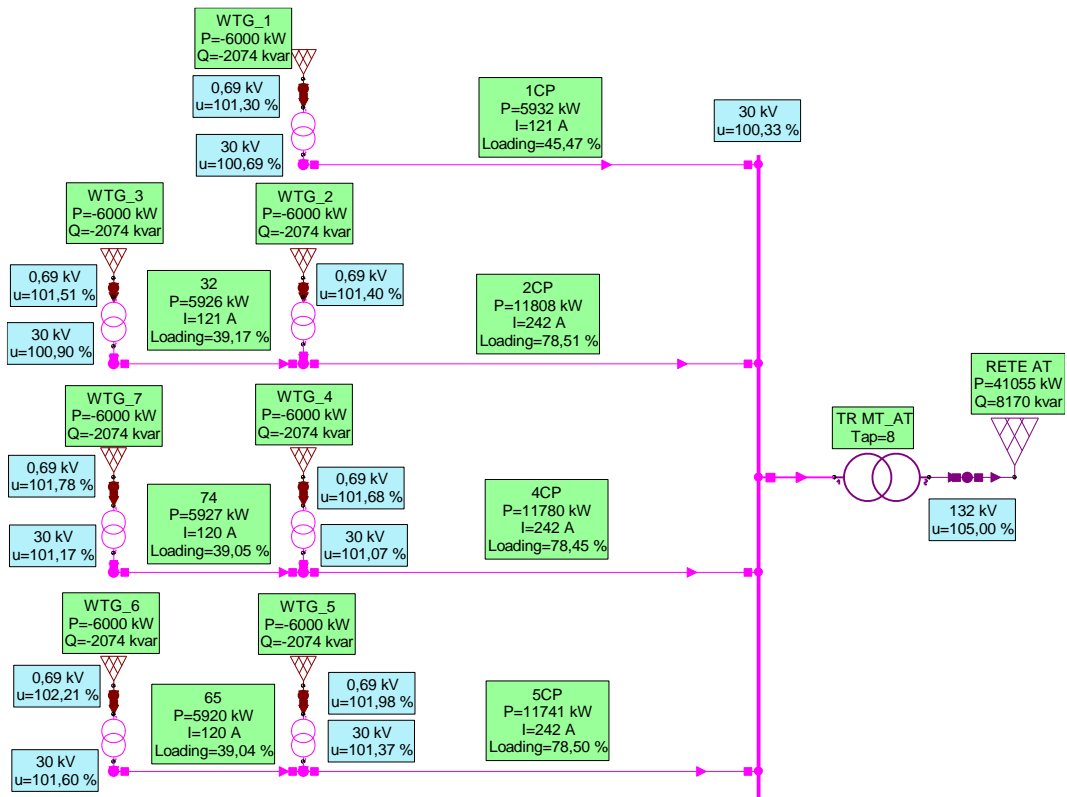 WTG_1
P=-6000 kW
Q=-2074 kvar
0,69 kV
u=101,30 %
30 kV
u=100,69 %
1CP
P=5932 kW
I=121 A
Loading=45,47 %
30 kV
u=100,33 %
WTG_3
P=-6000 kW
Q=-2074 kvar
0,69 kV
u=101,51 %
30 kV
u=100,90 %
32
P=5926 kW
I=121 A
Loading=39,17 %
WTG_2
P=-6000 kW
Q=-2074 kvar
0,69 kV
u=101,40 %
2CP
P=11808 kW
I=242 A
Loading=78,51 %
WTG_7
P=-6000 kW
Q=-2074 kvar
0,69 kV
u=101,78 %
30 kV
u=101,17 %
74
P=5927 kW
I=120 A
Loading=39,05 %
WTG_4
P=-6000 kW
Q=-2074 kvar
0,69 kV
u=101,68 %
30 kV
u=101,07 %
4CP
P=11780 kW
I=242 A
Loading=78,45 %
TR MT_AT
Tap=8
RETE AT
P=41055 kW
Q=8170 kvar
132 kV
u=105,00 %
WTG_6
P=-6000 kW
Q=-2074 kvar
0,69 kV
u=102,21 %
30 kV
u=101,60 %
65
P=5920 kW
I=120 A
Loading=39,04 %
WTG_5
P=-6000 kW
Q=-2074 kvar
0,69 kV
u=101,98 %
30 kV
u=101,37 %
5CP
P=11741 kW
I=242 A
Loading=78,50 %